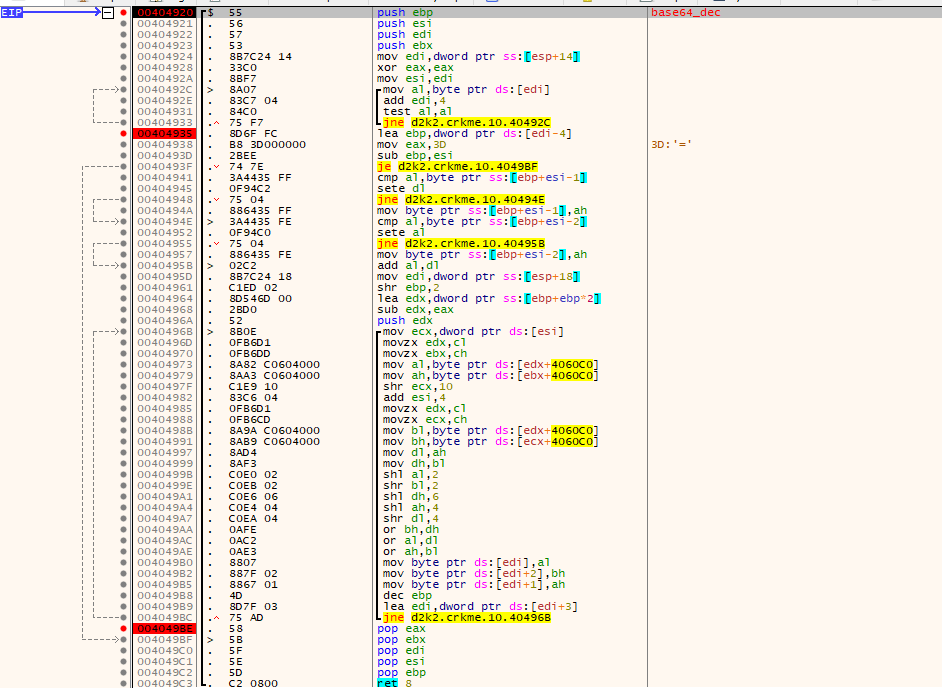 EIP 00404920 $ 55 push ebp base64_dec
00404921 . 56 push esi
00404922 . 57 push edi
00404923 . 53 push ebx
00404924 . 8B7C24 14 mov edi,dword ptr ss:[esp+14]
00404928 . 33C0 xor eax,eax
0040492A . 8BF7 mov esi,edi
0040492C > 8A07 mov al,byte ptr ds:[edi]
0040492E . 83C7 04 add edi,4
00404931 . 84C0 test al,al
00404933 .^ 75 F7 jne d2k2.crkme.10.40492C
00404935 . 8D6F FC lea ebp,dword ptr ds:[edi-4]
00404938 . B8 3D000000 mov eax,3D 3D:'='
0040493D . 2BEE sub ebp,esi
0040493F .v 74 7E je d2k2.crkme.10.4049BF
00404941 . 3A4435 FF cmp al,byte ptr ss:[ebp+esi-1]
00404945 . 0F94C2 sete dl
00404948 .v 75 04 jne d2k2.crkme.10.40494E
0040494A . 886435 FF mov byte ptr ss:[ebp+esi-1],ah
0040494E > 3A4435 FE cmp al,byte ptr ss:[ebp+esi-2]
00404952 . 0F94C0 sete al
00404955 .v 75 04 jne d2k2.crkme.10.40495B
00404957 . 886435 FE mov byte ptr ss:[ebp+esi-2],ah
0040495B > 02C2 add al,dl
0040495D . 8B7C24 18 mov edi,dword ptr ss:[esp+18]
00404961 . C1ED 02 shr ebp,2
00404964 . 8D546D 00 lea edx,dword ptr ss:[ebp+ebp*2]
00404968 . 2BD0 sub edx,eax
0040496A . 52 push edx
0040496B > 8B0E mov ecx,dword ptr ds:[esi]
0040496D . 0FB6D1 movzx edx,cl
00404970 . 0FB6DD movzx ebx,ch
00404973 . 8A82 C0604000 mov al,byte ptr ds:[edx+4060C0]
00404979 . 8AA3 C0604000 mov ah,byte ptr ds:[ebx+4060C0]
0040497F . C1E9 10 shr ecx,10
00404982 . 83C6 04 add esi,4
00404985 . 0FB6D1 movzx edx,cl
00404988 . 0FB6CD movzx ecx,ch
0040498B . 8A9A C0604000 mov bl,byte ptr ds:[edx+4060C0]
00404991 . 8AB9 C0604000 mov bh,byte ptr ds:[ecx+4060C0]
00404997 . 8AD4 mov dl,ah
00404999 . 8AF3 mov dh,bl
0040499B . C0E0 02 shl al,2
0040499E . C0EB 02 shr bl,2
004049A1 . C0E6 06 shl dh,6
004049A4 . C0E4 04 shl ah,4
004049A7 . C0EA 04 shr dl,4
004049AA . 0AFE or bh,dh
004049AC . 0AC2 or al,dl
004049AE . 0AE3 or ah,bl
004049B0 . 8807 mov byte ptr ds:[edi],al
004049B2 . 887F 02 mov byte ptr ds:[edi+2],bh
004049B5 . 8867 01 mov byte ptr ds:[edi+1],ah
004049B8 . 4D dec ebp
004049B9 . 8D7F 03 lea edi,dword ptr ds:[edi+3]
004049BC .^ 75 AD jne d2k2.crkme.10.40496B
004049BE . 58 pop eax
004049BF > 5B pop ebx
004049C0 . 5F pop edi
004049C1 . 5E pop esi
004049C2 . 5D pop ebp
004049C3 . C2 0800 ret 8